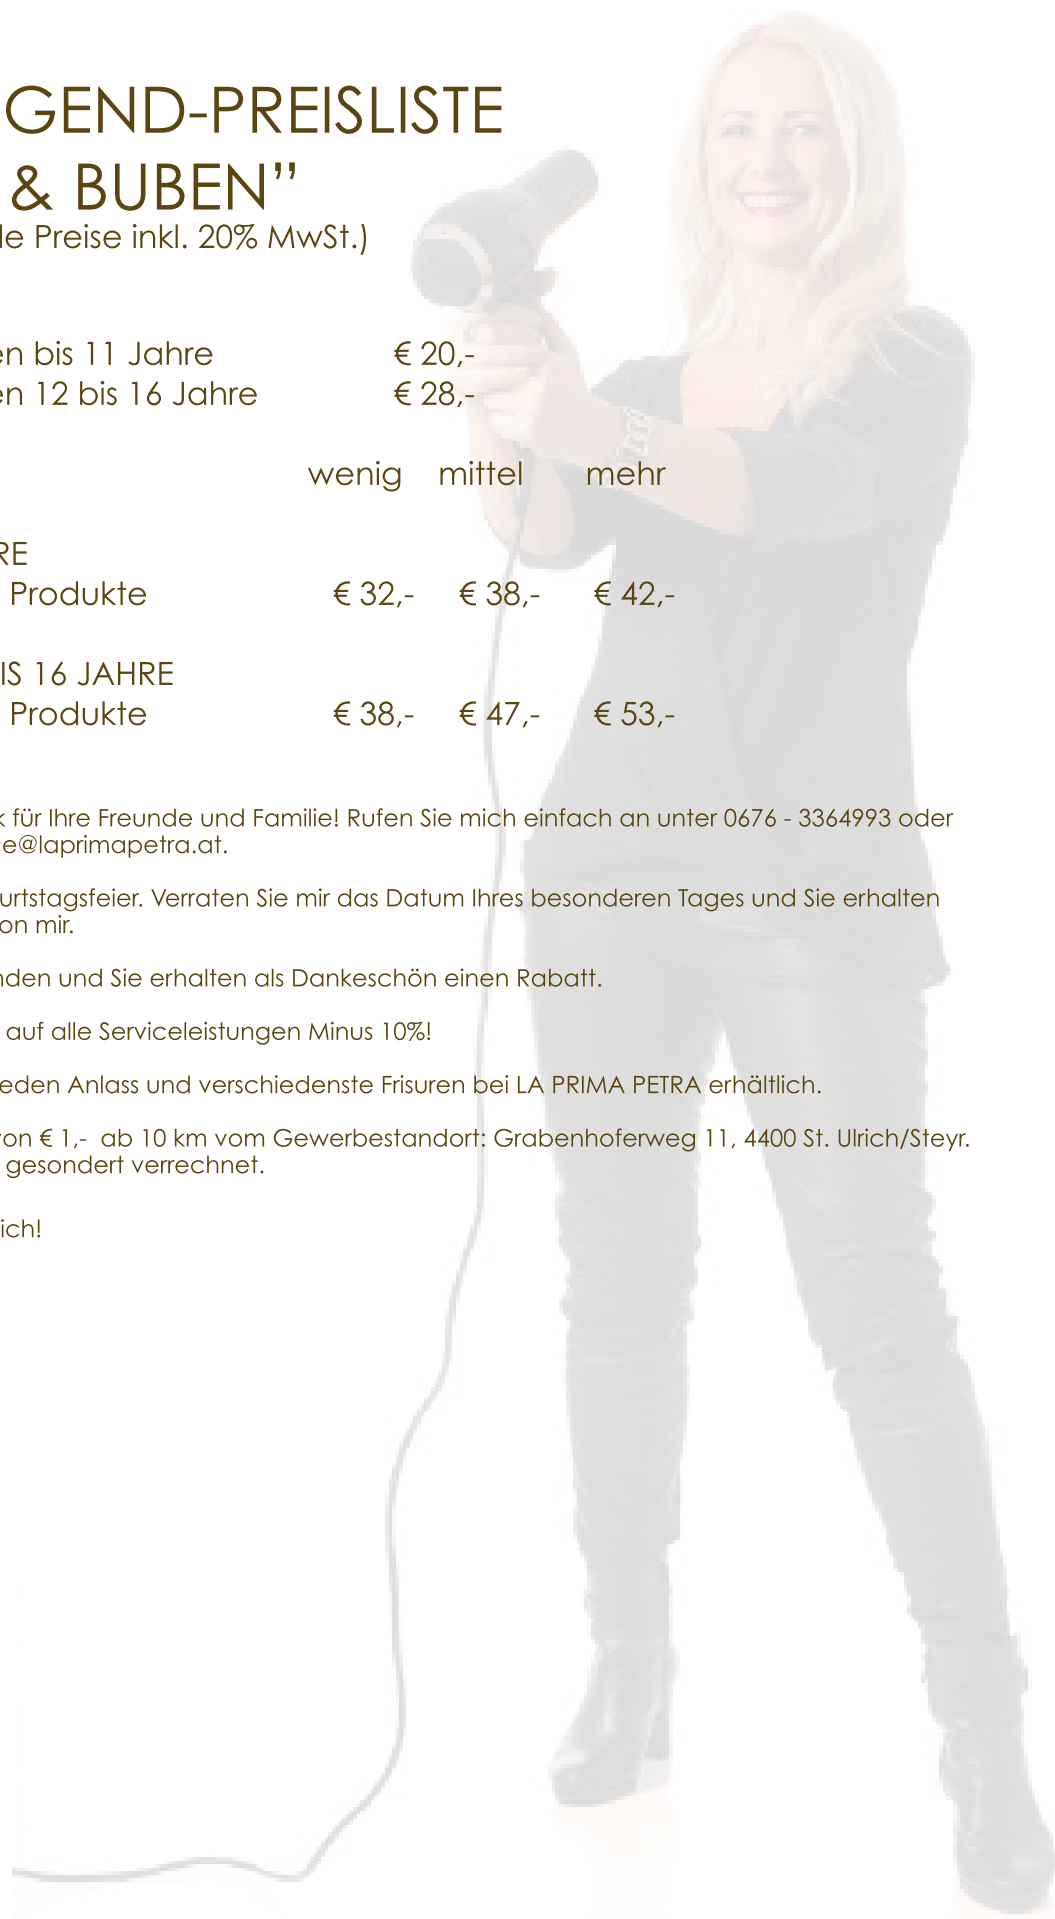 GEND-PREISLISTE
& BUBEN”
le Preise inkl. 20% MwSt.)
en bis 11 Jahre € 20,-
en 12 bis 16 Jahre € 28,-
wenig mittel mehr
RE
Produkte € 32,- € 38,- € 42,-
IS 16 JAHRE
Produkte € 38,- € 47,- € 53,-
k für Ihre Freunde und Familie! Rufen Sie mich einfach an unter 0676 - 3364993 oder
e@laprimapetra.at.
urtstagsfeier. Verraten Sie mir das Datum Ihres besonderen Tages und Sie erhalten
on mir.
nden und Sie erhalten als Dankeschön einen Rabatt.
auf alle Serviceleistungen Minus 10%!
eden Anlass und verschiedenste Frisuren bei LA PRIMA PETRA erhältlich.
von € 1,- ab 10 km vom Gewerbestandort: Grabenhoferweg 11, 4400 St. Ulrich/Steyr.
gesondert verrechnet.
ich!